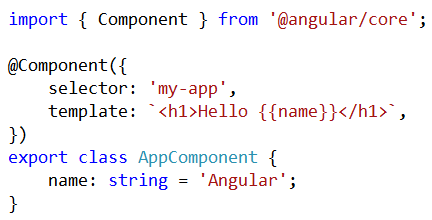 import { Component } from '@angular/core';
@Component({
    selector: 'my-app',
    template: `<h1>Hello {{name}}</h1>`,
})
export class AppComponent {
    name: string = 'Angular';
}